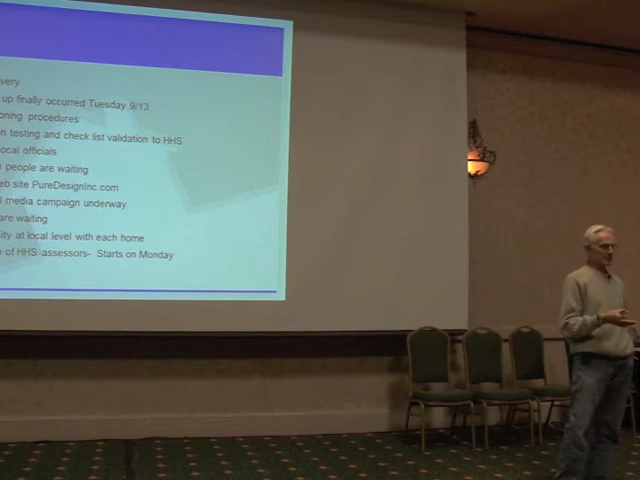 very
up finally occurred Tuesday 9/13
oning procedures
n testing and check list validation to HHS
ocal officials
people are waiting
eb site PureDesignInc.com
l media campaign underway
are waiting
ity at local level with each home
of HHS assessors- Starts on Monday